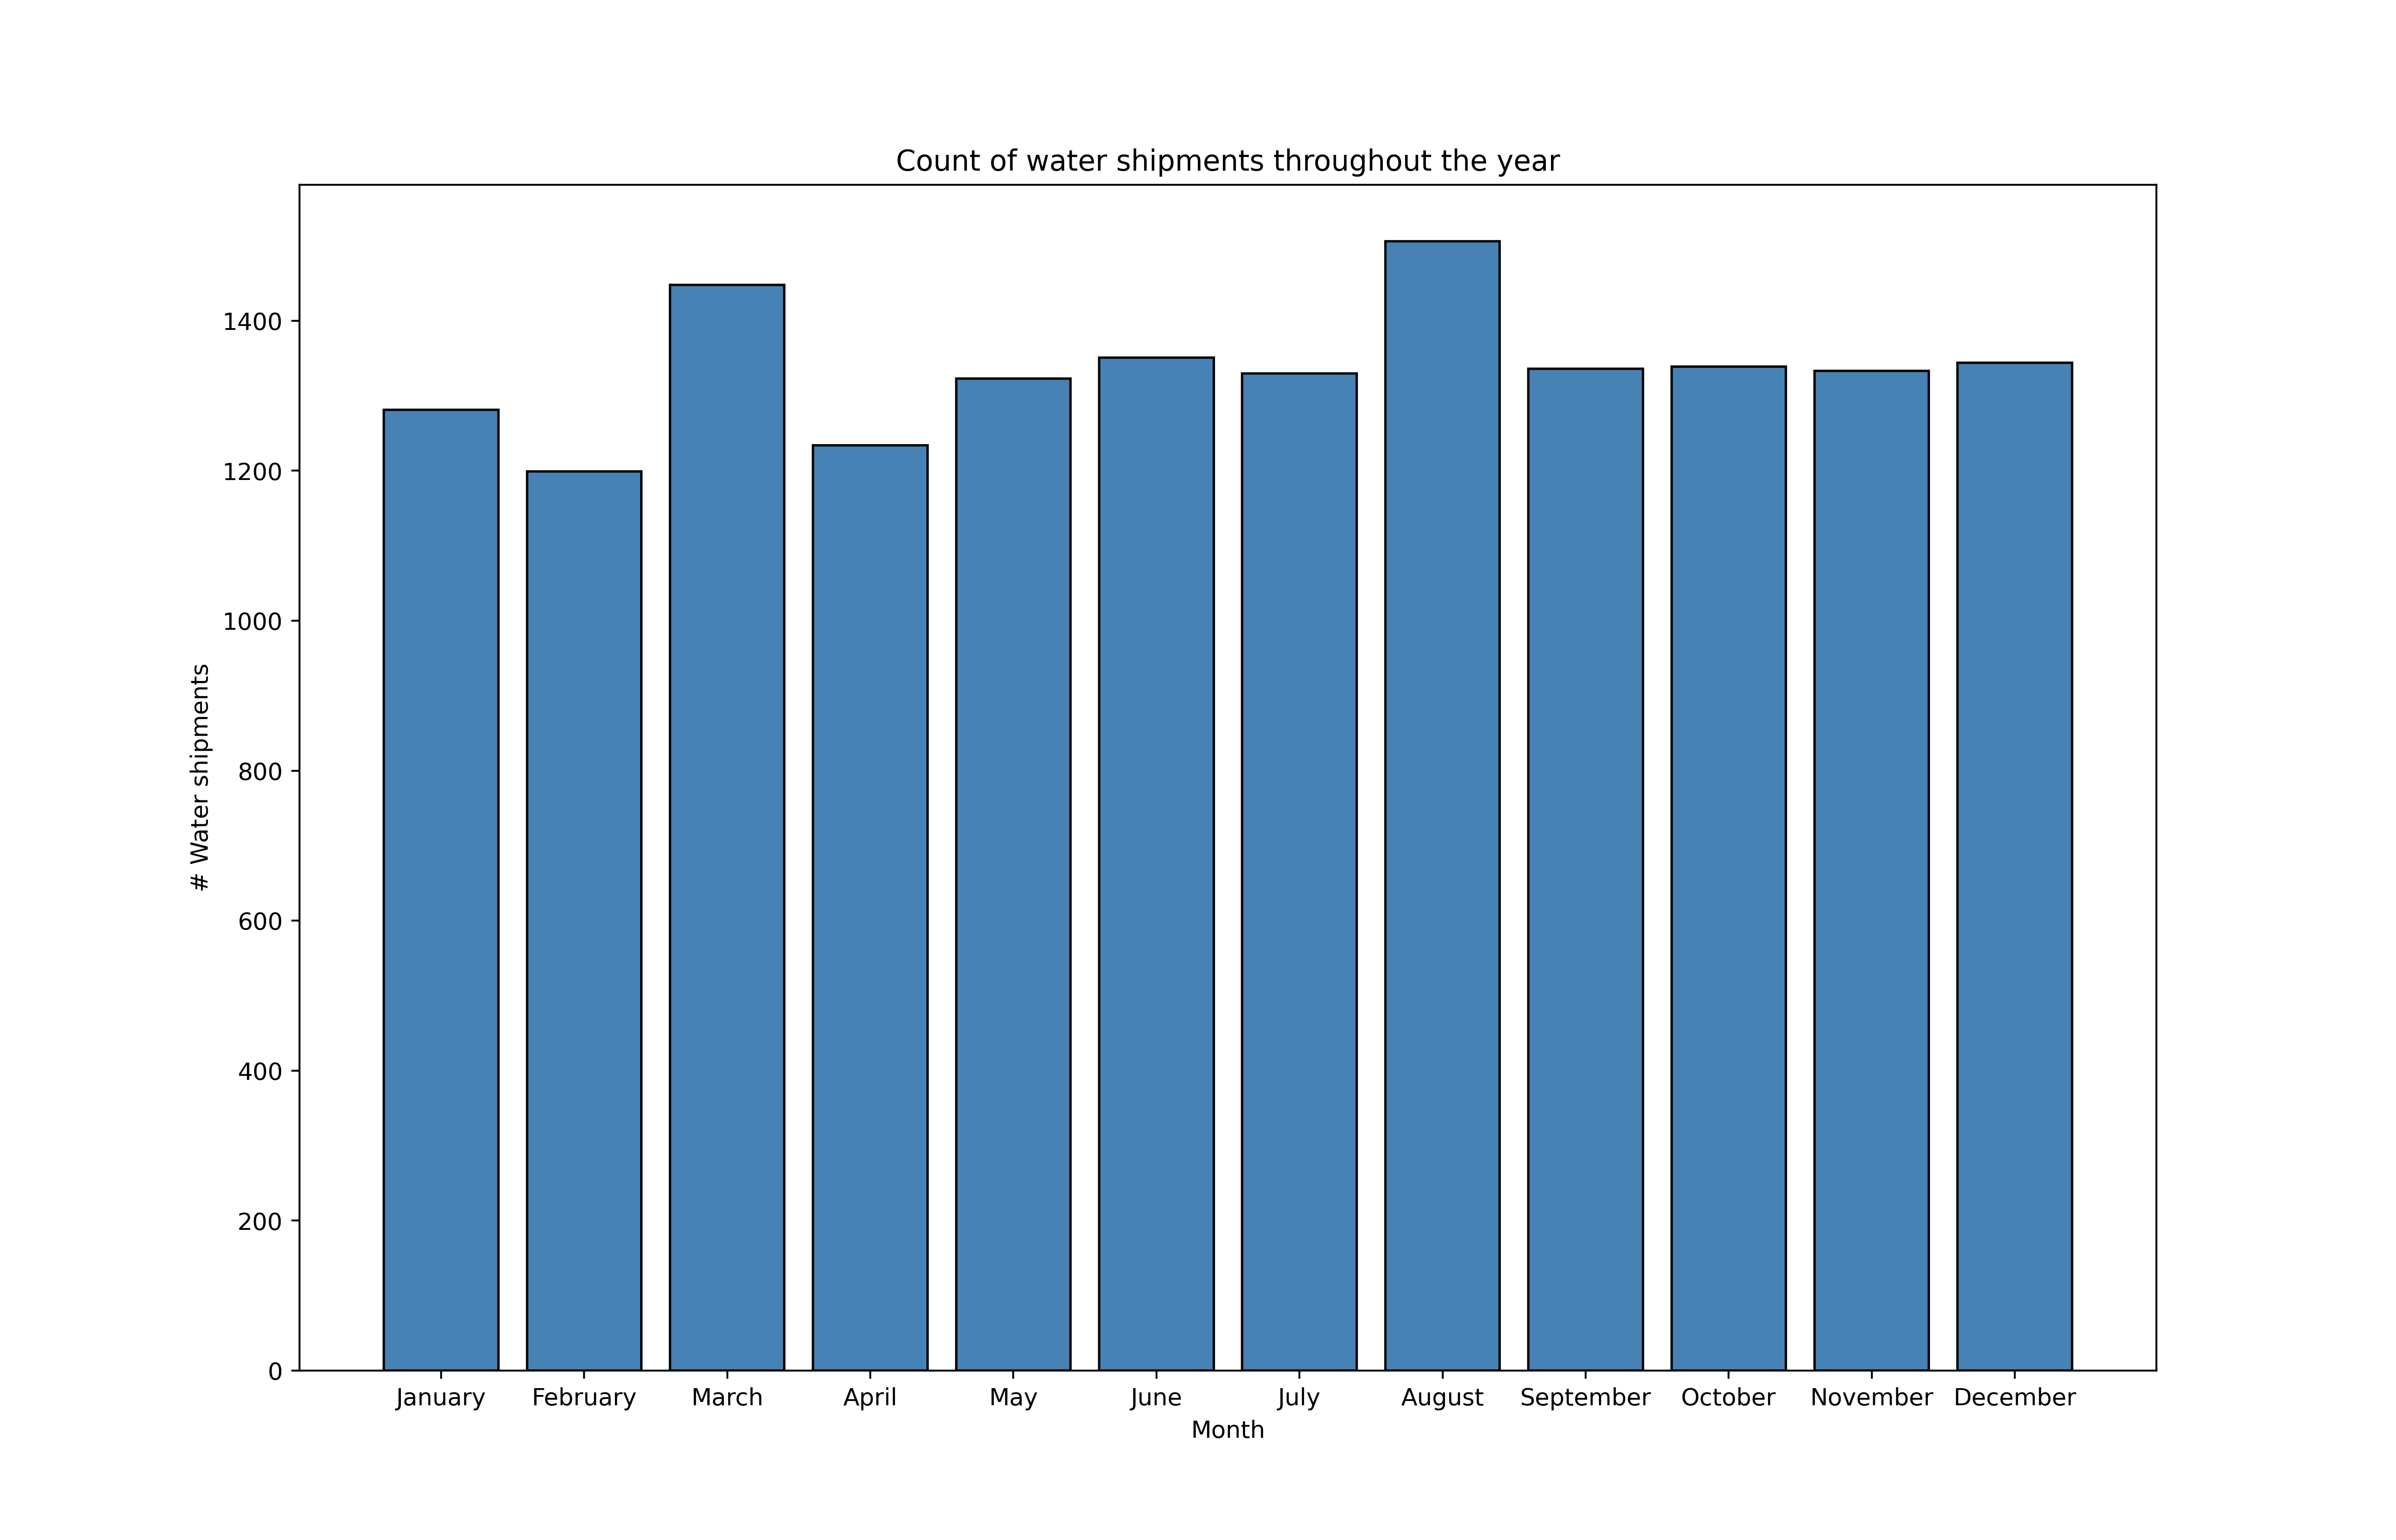 Count of water shipments throughout the year
# Water shipments
1400
1200
1000
800
600
400
200
0
January February March April May June July August September October November December
Month